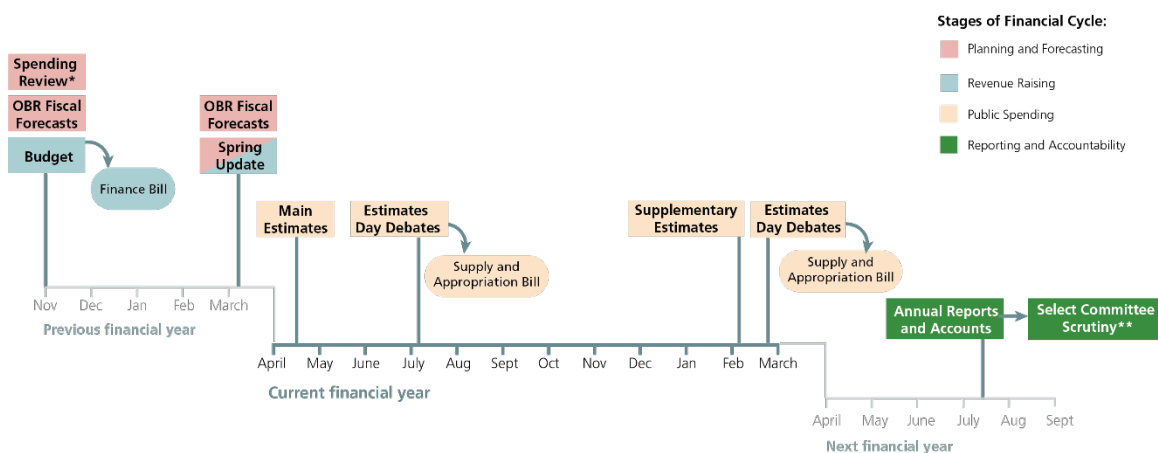 Stages of Financial Cycle:
Planning and Forecasting
Revenue Raising
Public Spending
Reporting and Accountability
Spending
Review*
OBR Fiscal
Forecasts
Budget
Finance Bill
OBR Fiscal
Forecasts
Spring
Update
Main
Estimates
Estimates
Day Debates
Supply and
Appropriation Bill
Supplementary
Estimates
Estimates
Day Debates
Supply and
Appropriation Bill
Nov Dec Jan Feb March
Previous financial year
Annual Reports
and Accounts
Select Committee
Scrutiny**
April May June July Aug Sept Oct Nov Dec Jan Feb March
Current financial year
April May June July Aug Sept
Next financial year